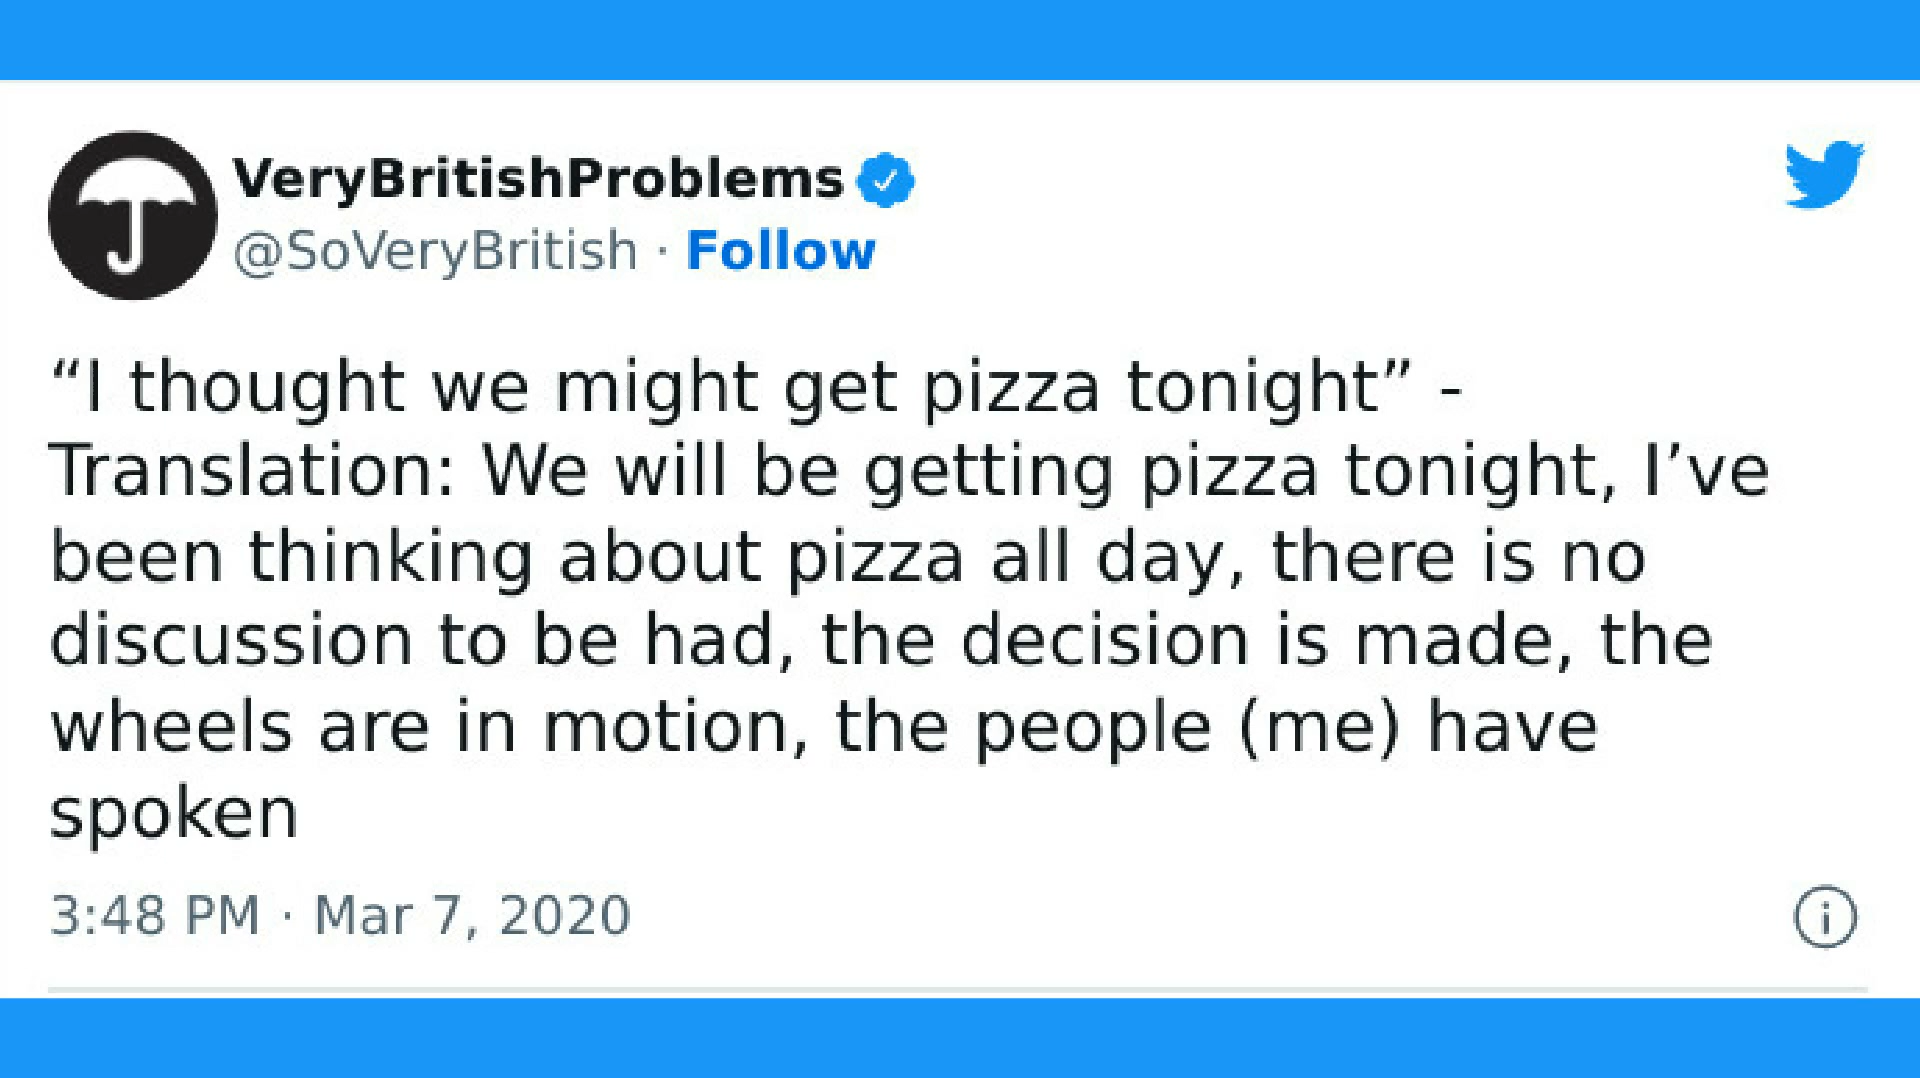 VeryBritishProblems
@SoVeryBritish · Follow
“I thought we might get pizza tonight” -
Translation: We will be getting pizza tonight, I’ve
been thinking about pizza all day, there is no
discussion to be had, the decision is made, the
wheels are in motion, the people (me) have
spoken
3:48 PM · Mar 7, 2020